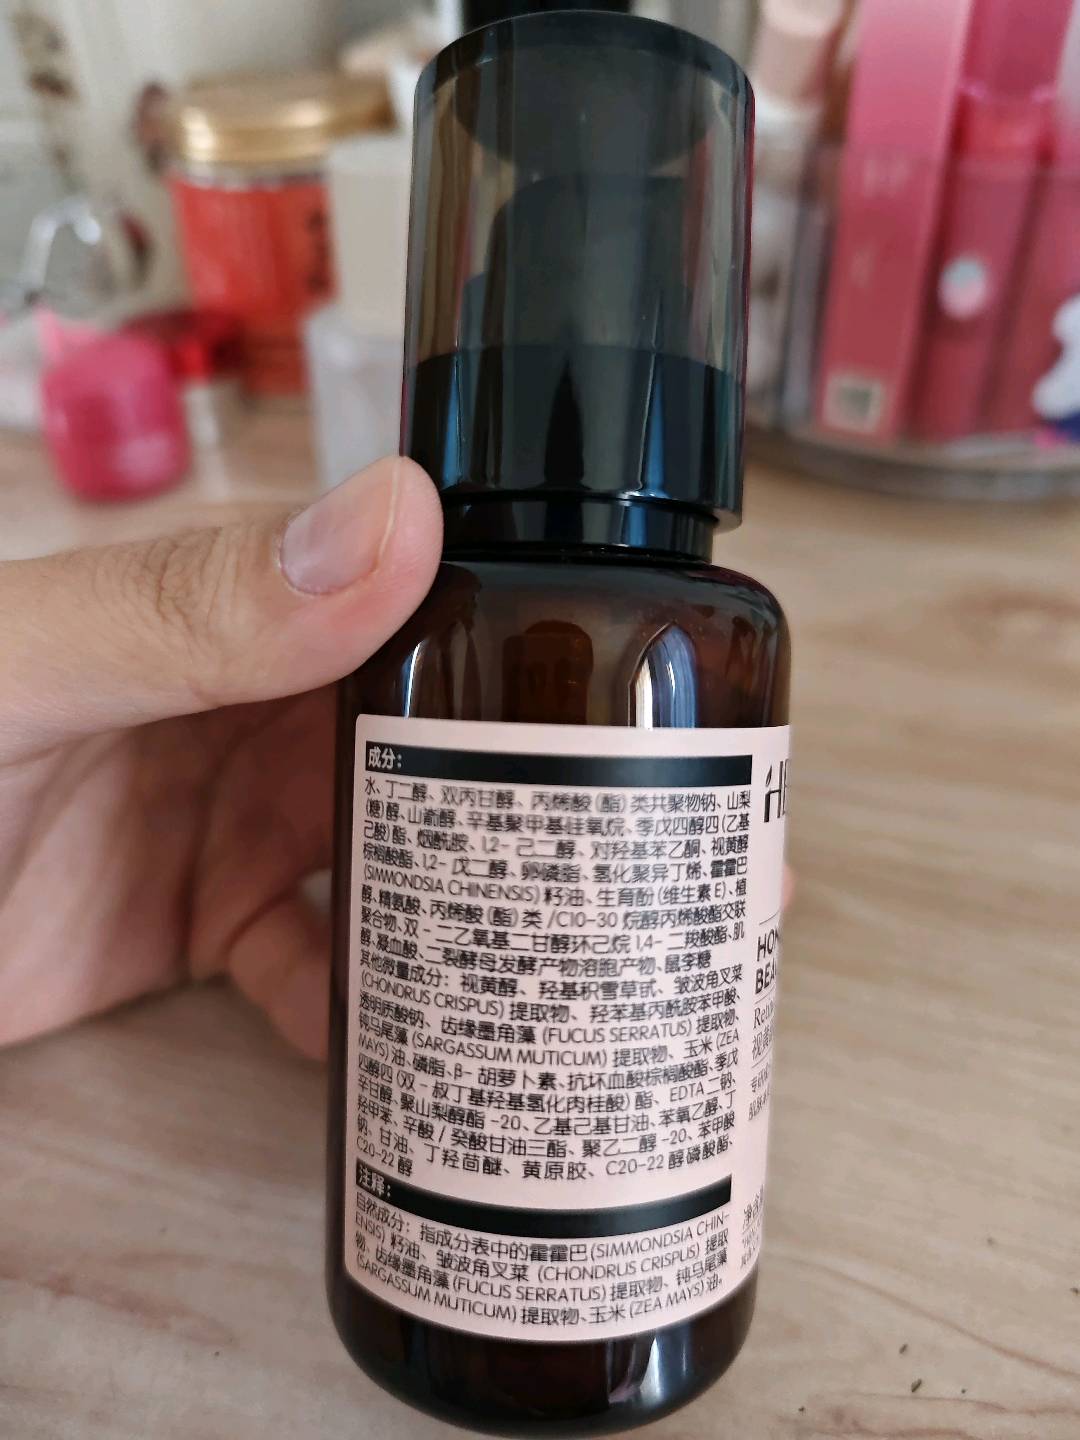 成分：
水、丁二醇、双丙甘醇、丙烯酸(酯)类共聚物钠、山梨
(糖)醇、山嵛醇、辛基聚甲基硅氧烷、季戊四醇四(乙基
己酸)酯、烟酰胺、1,2-己二醇、对羟基苯乙酮、视黄醇
棕榈酸酯、1,2-戊二醇、卵磷脂、氢化聚异丁烯、霍霍巴
(SIMMONDSIA CHINENSIS)籽油、生育酚(维生素E)、植
醇、精氨酸、丙烯酸(酯)类/C10-30烷醇丙烯酸酯交联
聚合物、双-二乙氧基二甘醇环己烷1,4-二羧酸酯、肌
醇、凝血酸、二裂酵母发酵产物溶胞产物、鼠李糖
其他微量成分：视黄醇、羟基积雪草甙、皱波角叉菜
(CHONDRUS CRISPUS)提取物、羟苯基丙酰胺苯甲酸、
透明质酸钠、齿缘墨角藻(FUCUS SERRATUS)提取物、
钝马尾藻(SARGASSUM MUTICUM)提取物、玉米(ZEA
MAYS)油、磷脂、β-胡萝卜素、抗坏血酸棕榈酸酯、季戊
四醇四(双-叔丁基羟基氢化肉桂酸)酯、EDTA二钠、
辛甘醇、聚山梨醇酯-20、乙基己基甘油、苯氧乙醇、丁
羟甲苯、辛酸/癸酸甘油三酯、聚乙二醇-20、苯甲酸
钠、甘油、丁羟茴醚、黄原胶、C20-22醇磷酸酯、
C20-22醇
注释：
自然成分：指成分表中的霍霍巴(SIMMONDSIA CHIN-
ENSIS)籽油、皱波角叉菜(CHONDRUS CRISPUS)提取
物、齿缘墨角藻(FUCUS SERRATUS)提取物、钝马尾藻
(SARGASSUM MUTICUM)提取物、玉米(ZEA MAYS)油。
HON
BEA
视黄
净含